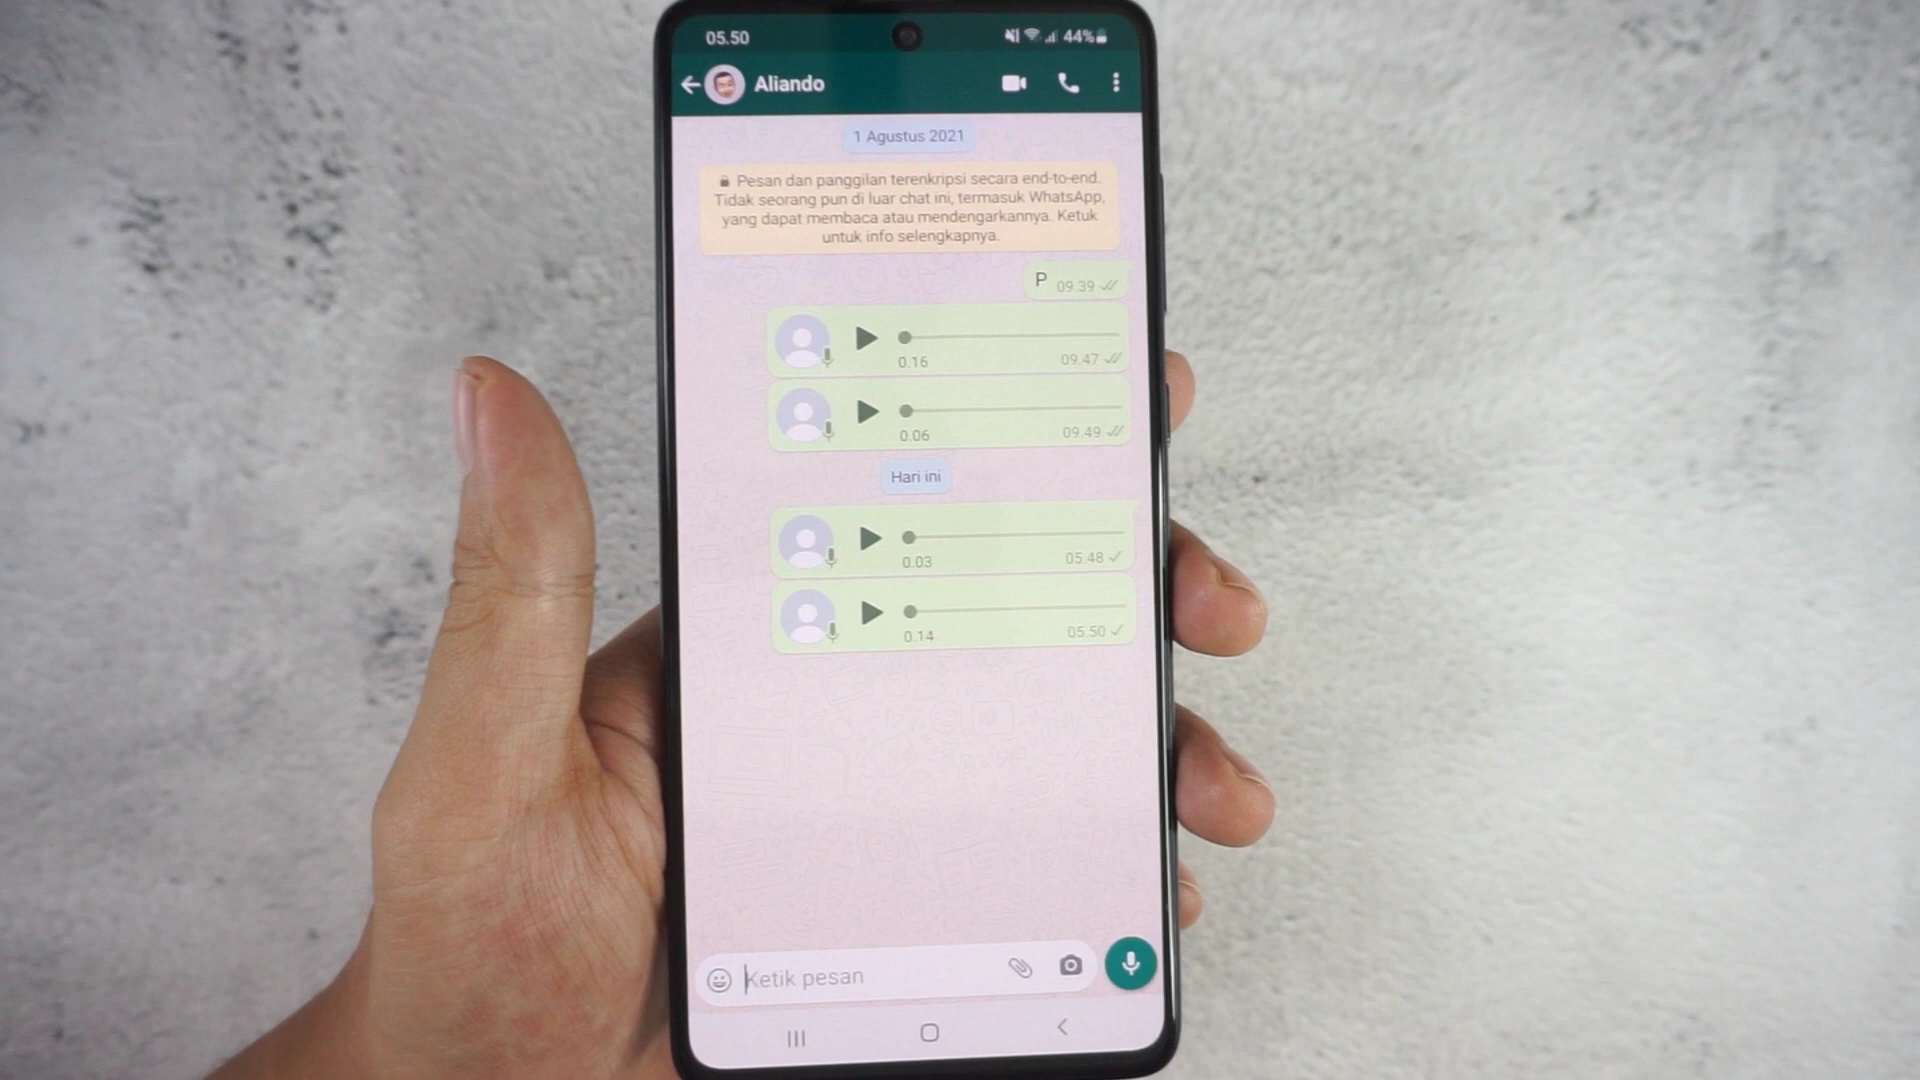 05.50
44%
Aliando
1 Agustus 2021
Pesan dan panggilan terenkripsi secara end-to-end.
Tidak seorang pun di luar chat ini, termasuk WhatsApp,
yang dapat membaca atau mendengarkannya. Ketuk
untuk info selengkapnya.
P 09.39
0.16 09.47
0.06 09.49
Hari ini
0.03 05.48
0.14 05.50
Ketik pesan